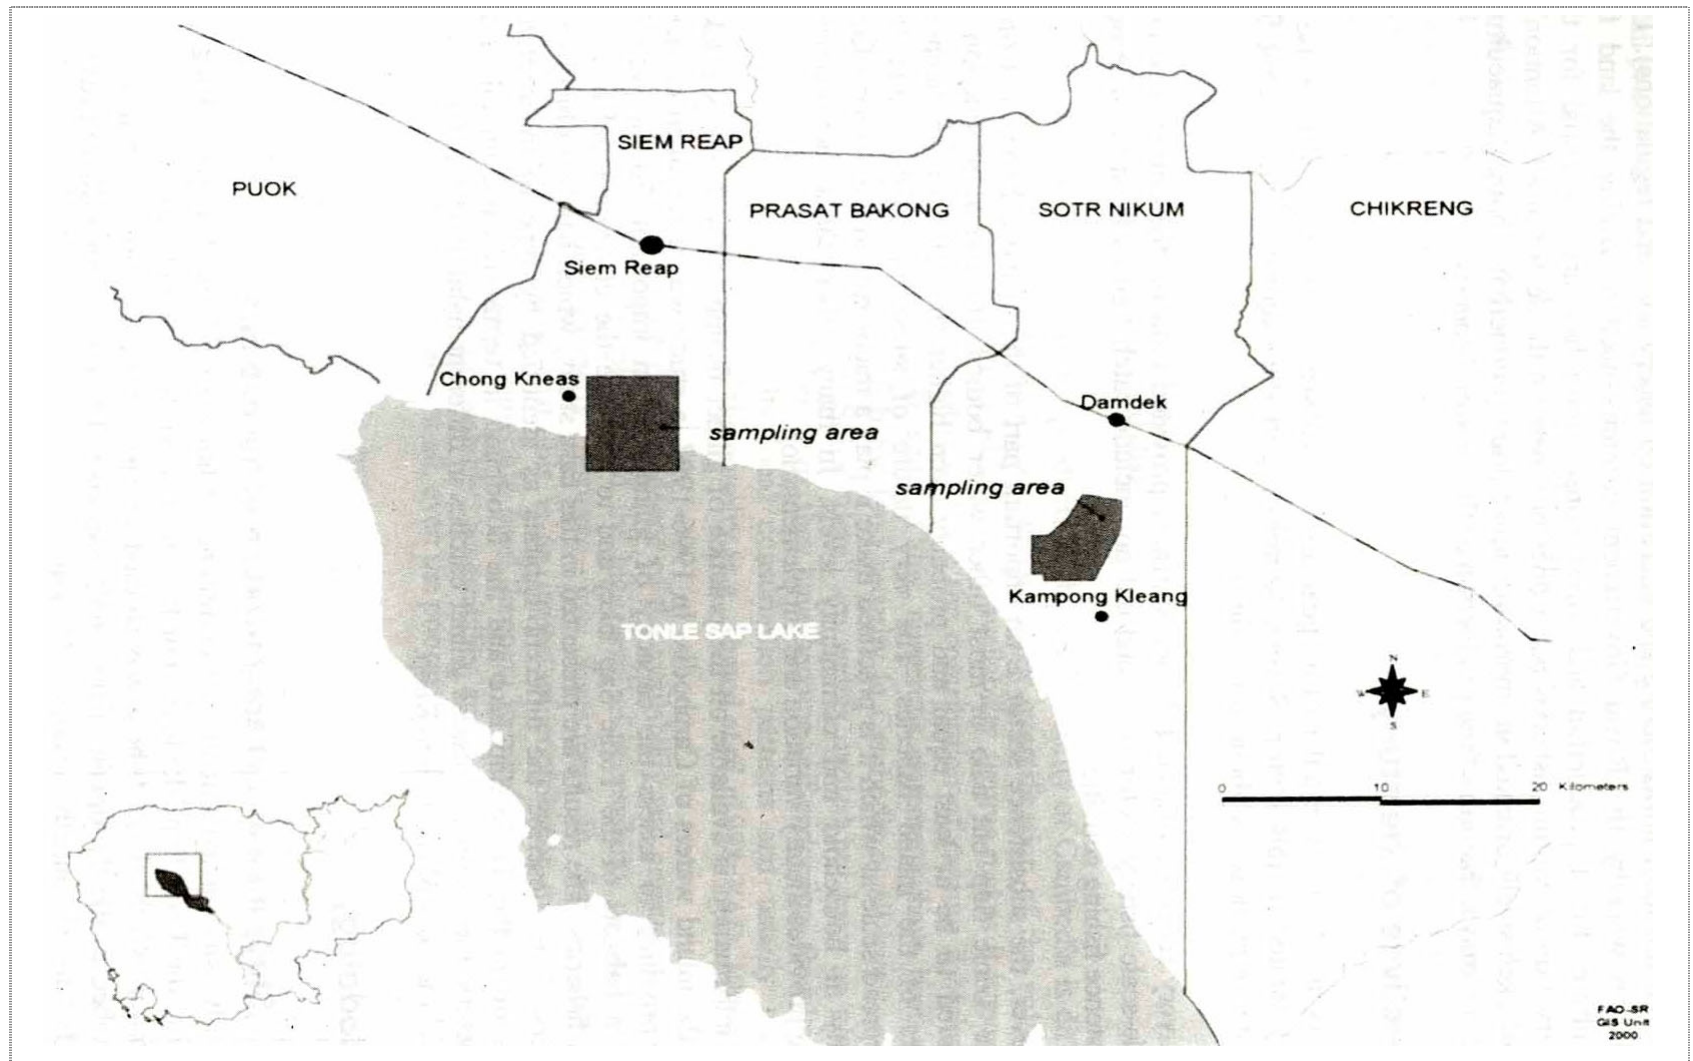 SIEM REAP
PUOK
PRASAT BAKONG
SOTR NIKUM
CHIKRENG
Siem Reap
Chong Kneas
Damdek
sampling area
sampling area
Kampong Kleang
TONLE SAP LAKE
N
W E
S
0 10 20 Kilometers
FAO-SR
GIS Unit
2000